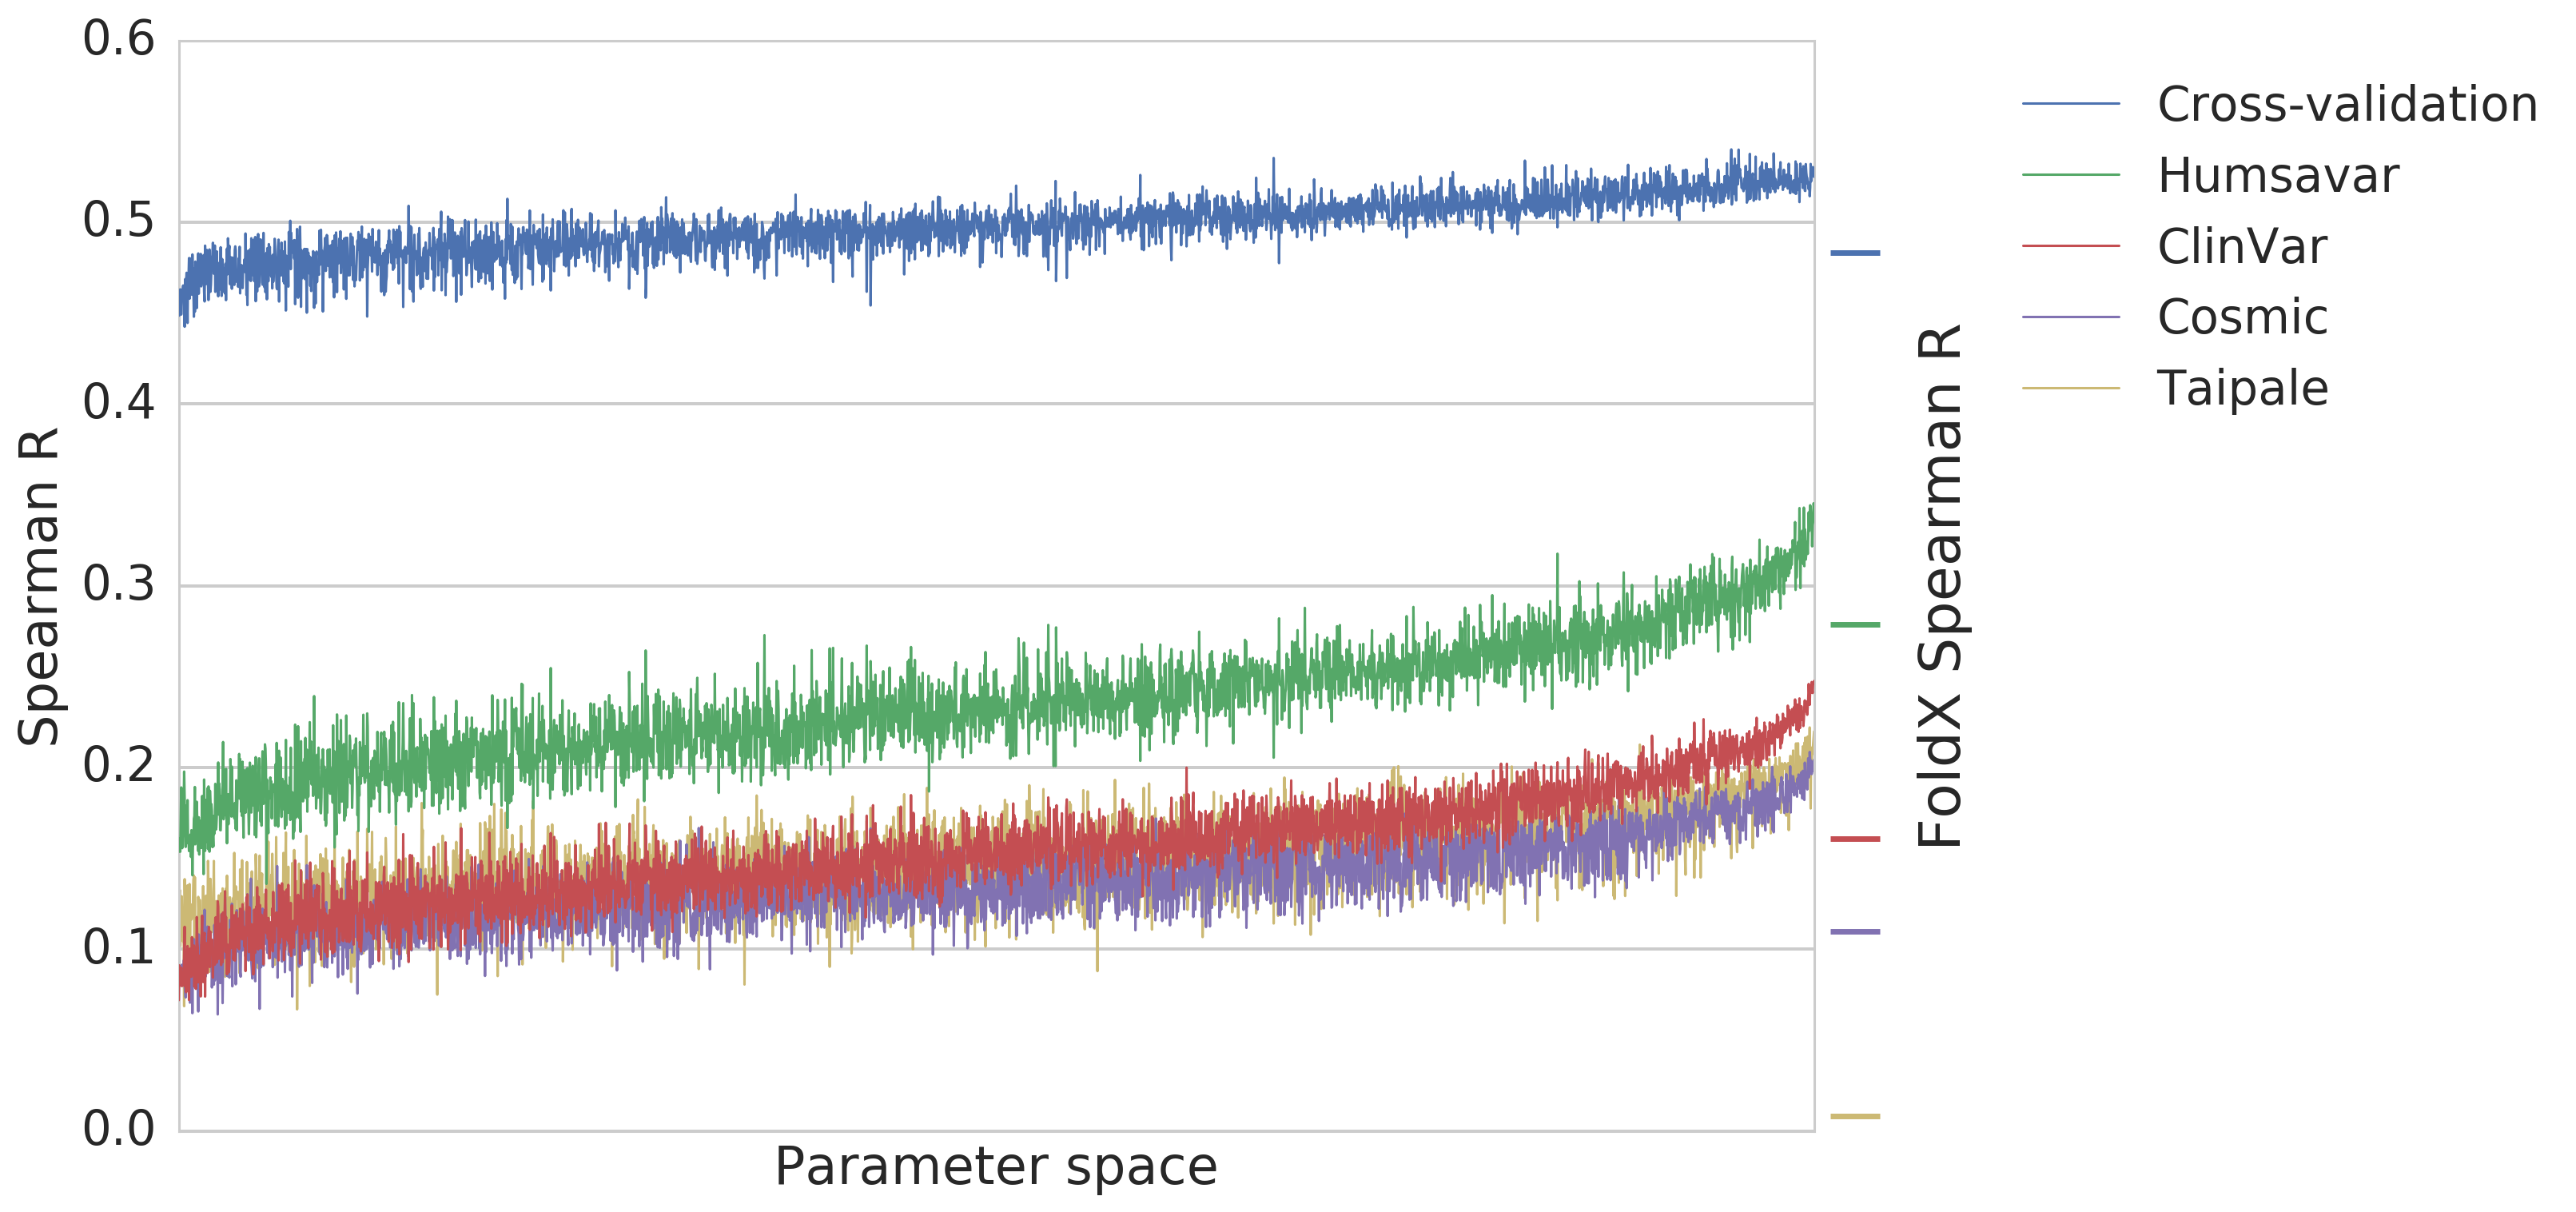 0.6
0.5
0.4
0.3
0.2
0.1
0.0
Spearman R
Parameter space
FoldX Spearman R
Cross-validation
Humsavar
ClinVar
Cosmic
Taipale